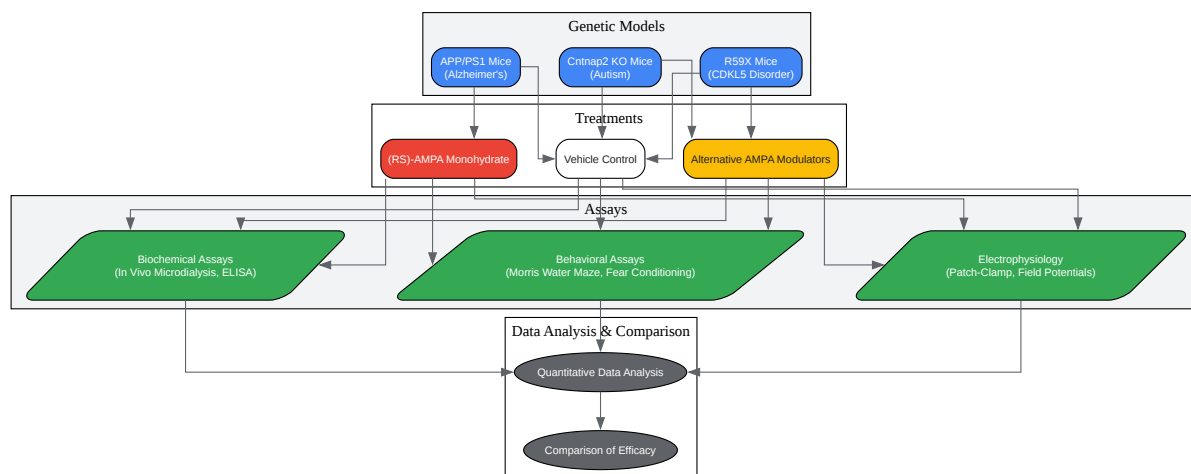 Genetic Models
APP/PS1 Mice
(Alzheimer's)
Cntnap2 KO Mice
(Autism)
R59X Mice
(CDKL5 Disorder)
Treatments
(RS)-AMPA Monohydrate
Vehicle Control
Alternative AMPA Modulators
Assays
Biochemical Assays
(In Vivo Microdialysis, ELISA)
Behavioral Assays
(Morris Water Maze, Fear Conditioning)
Electrophysiology
(Patch-Clamp, Field Potentials)
Data Analysis & Comparison
Quantitative Data Analysis
Comparison of Efficacy